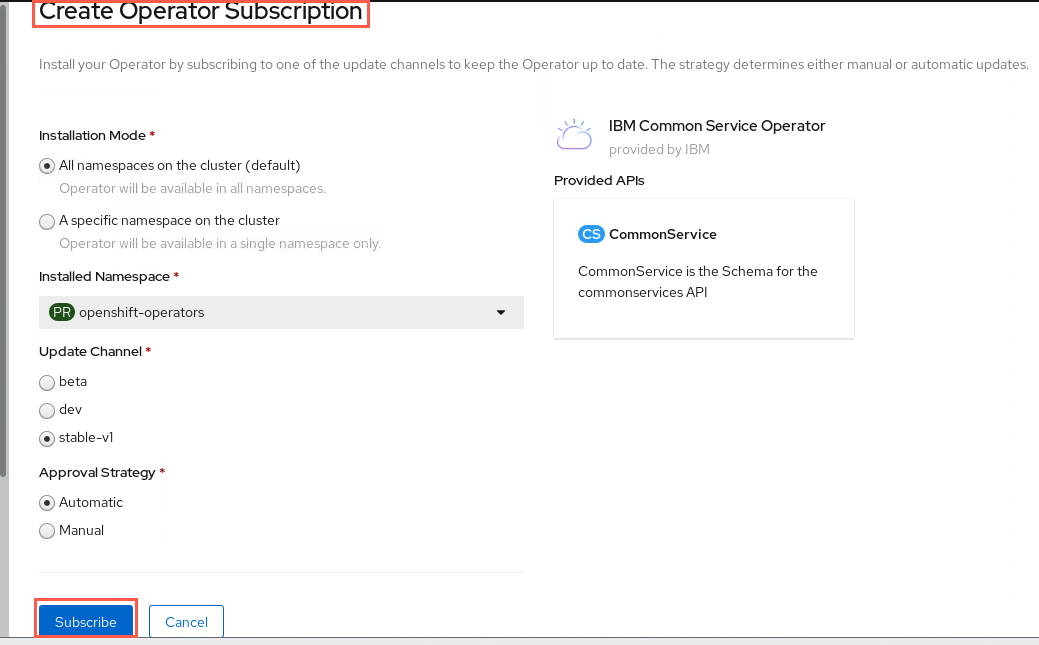 Create Operator Subscription
Install your Operator by subscribing to one of the update channels to keep the Operator up to date. The strategy determines either manual or automatic updates.
Installation Mode *
All namespaces on the cluster (default)
Operator will be available in all namespaces.
A specific namespace on the cluster
Operator will be available in a single namespace only.
Installed Namespace *
PR openshift-operators
Update Channel *
beta
dev
stable-v1
Approval Strategy *
Automatic
Manual
Subscribe Cancel
IBM Common Service Operator
provided by IBM
Provided APIs
CS CommonService
CommonService is the Schema for the
commonservices API